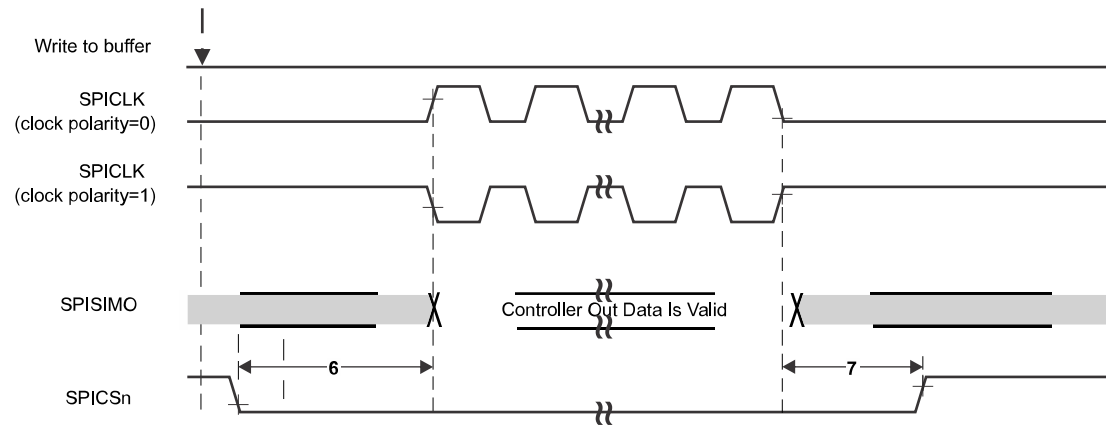 Write to buffer
SPICLK
(clock polarity=0)
SPICLK
(clock polarity=1)
SPISIMO
Controller Out Data Is Valid
6
7
SPICSn